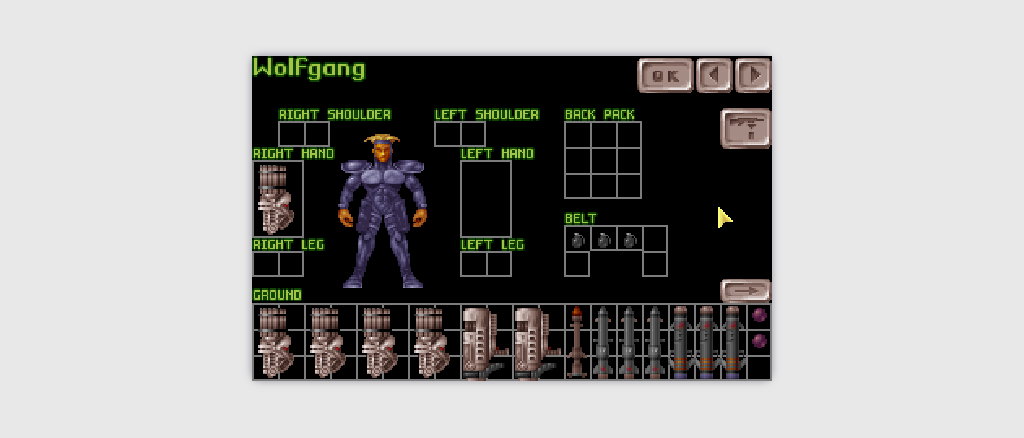 Wolfgang
OK
RIGHT SHOULDER
LEFT SHOULDER
BACK PACK
RIGHT HAND
LEFT HAND
BELT
RIGHT LEG
LEFT LEG
GROUND